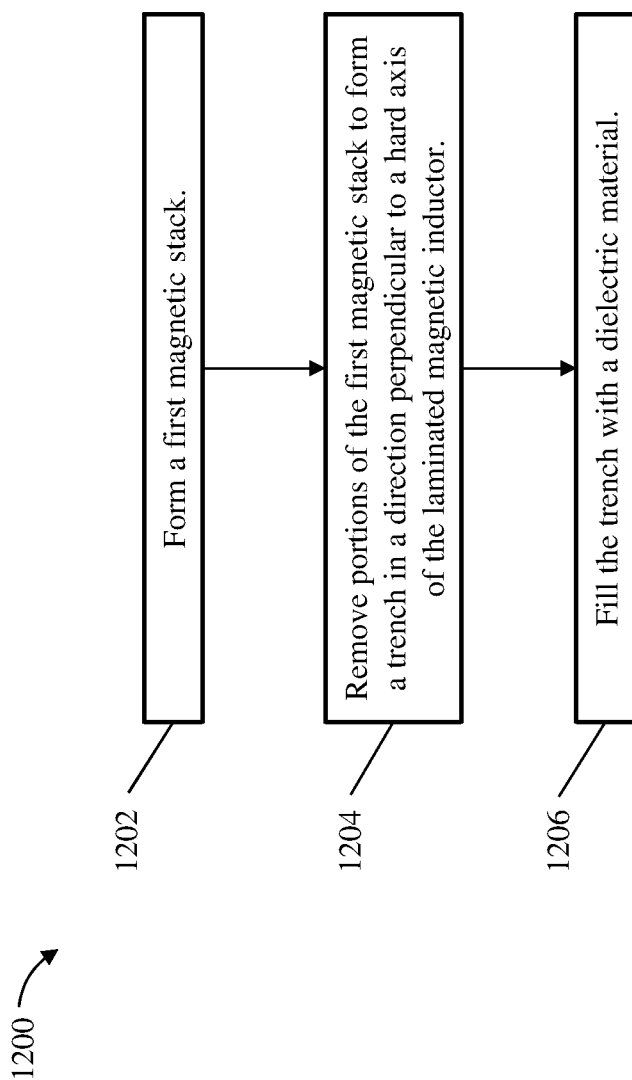 1200
1202
Form a first magnetic stack.
1204
Remove portions of the first magnetic stack to form
a trench in a direction perpendicular to a hard axis
of the laminated magnetic inductor.
1206
Fill the trench with a dielectric material.